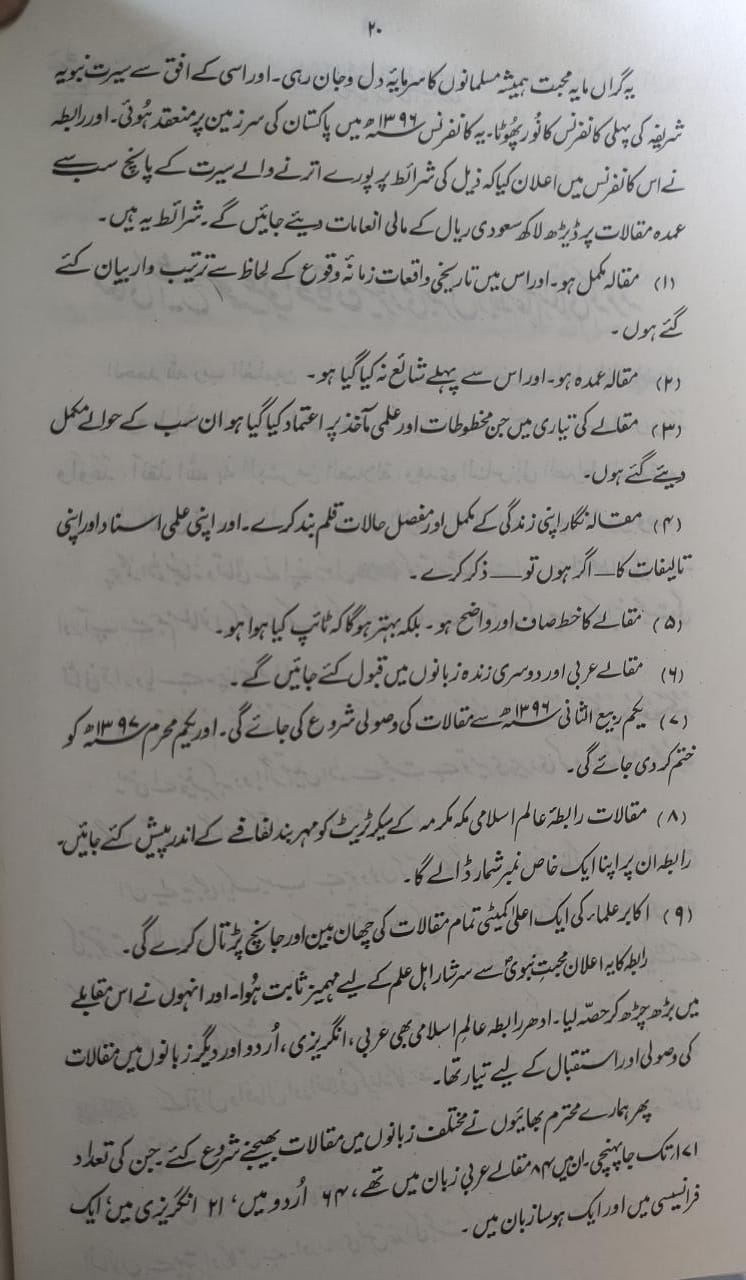 ۲۰
یہ گراں مایہ محبت ہمیشہ مسلمانوں کا سرمایۂ دل وجان رہی۔ اور اسی کے افق سے سیرت نبویہ
شریفہ کی پہلی کانفرنس کا نُور پھُوٹا۔ یہ کانفرنس ۱۳۹۶ھ میں پاکستان کی سرزمین پر منعقد ہُوئی۔ اور رابطہ
نے اس کانفرنس میں اعلان کیا کہ ذیل کی شرائط پر پورے اترنے والے سیرت کے پانچ سب سے
عمدہ مقالات پر ڈیڑھ لاکھ سعودی ریال کے مالی انعامات دیئے جائیں گے۔ شرائط یہ ہیں۔
(۱) مقالہ مکمل ہو۔ اور اس میں تاریخی واقعات زمانۂ وقوع کے لحاظ سے ترتیب وار بیان کئے
گئے ہوں۔
(۲) مقالہ عمدہ ہو۔ اور اس سے پہلے شائع نہ کیا گیا ہو۔
(۳) مقالے کی تیاری میں جن مخطوطات اور علمی مآخذ پر اعتماد کیا گیا ہو ان سب کے حوالے مکمل
دیئے گئے ہوں۔
(۴) مقالہ نگار اپنی زندگی کے مکمل اور مفصل حالات قلم بند کرے۔ اور اپنی علمی اسناد اور اپنی
تالیفات کا — اگر ہوں تو — ذکر کرے۔
(۵) مقالے کا خط صاف اور واضح ہو۔ بلکہ بہتر ہوگا کہ ٹائپ کیا ہوا ہو۔
(۶) مقالے عربی اور دوسری زندہ زبانوں میں قبول کئے جائیں گے۔
(۷) یکم ربیع الثانی ۱۳۹۶ھ سے مقالات کی وصولی شروع کی جائے گی۔ اور یکم محرم ۱۳۹۷ھ کو
ختم کر دی جائے گی۔
(۸) مقالات رابطۂ عالم اسلامی مکہ مکرمہ کے سیکرٹریٹ کو مہر بند لفافے کے اندر پیش کئے جائیں۔
رابطہ ان پر اپنا ایک خاص نمبر شمار ڈالے گا۔
(۹) اکابر علماء کی ایک اعلیٰ کمیٹی تمام مقالات کی چھان بین اور جانچ پڑتال کرے گی۔
رابطہ کا یہ اعلان محبتِ نبویؐ سے سرشار اہل علم کے لیے مہمیز ثابت ہُوا۔ اور انہوں نے اس مقابلے
میں بڑھ چڑھ کر حصّہ لیا۔ ادھر رابطہ عالمِ اسلامی بھی عربی، انگریزی، اُردو اور دیگر زبانوں میں مقالات
کی وصولی اور استقبال کے لیے تیار تھا۔
پھر ہمارے محترم بھائیوں نے مختلف زبانوں میں مقالات بھیجنے شروع کئے۔ جن کی تعداد
۱۷۱ تک جا پہنچی۔ ان میں ۸۴ مقالے عربی زبان میں تھے، ۶۴ اُردو میں، ۲۱ انگریزی میں، ایک
فرانسیسی میں اور ایک ہوسا زبان میں۔